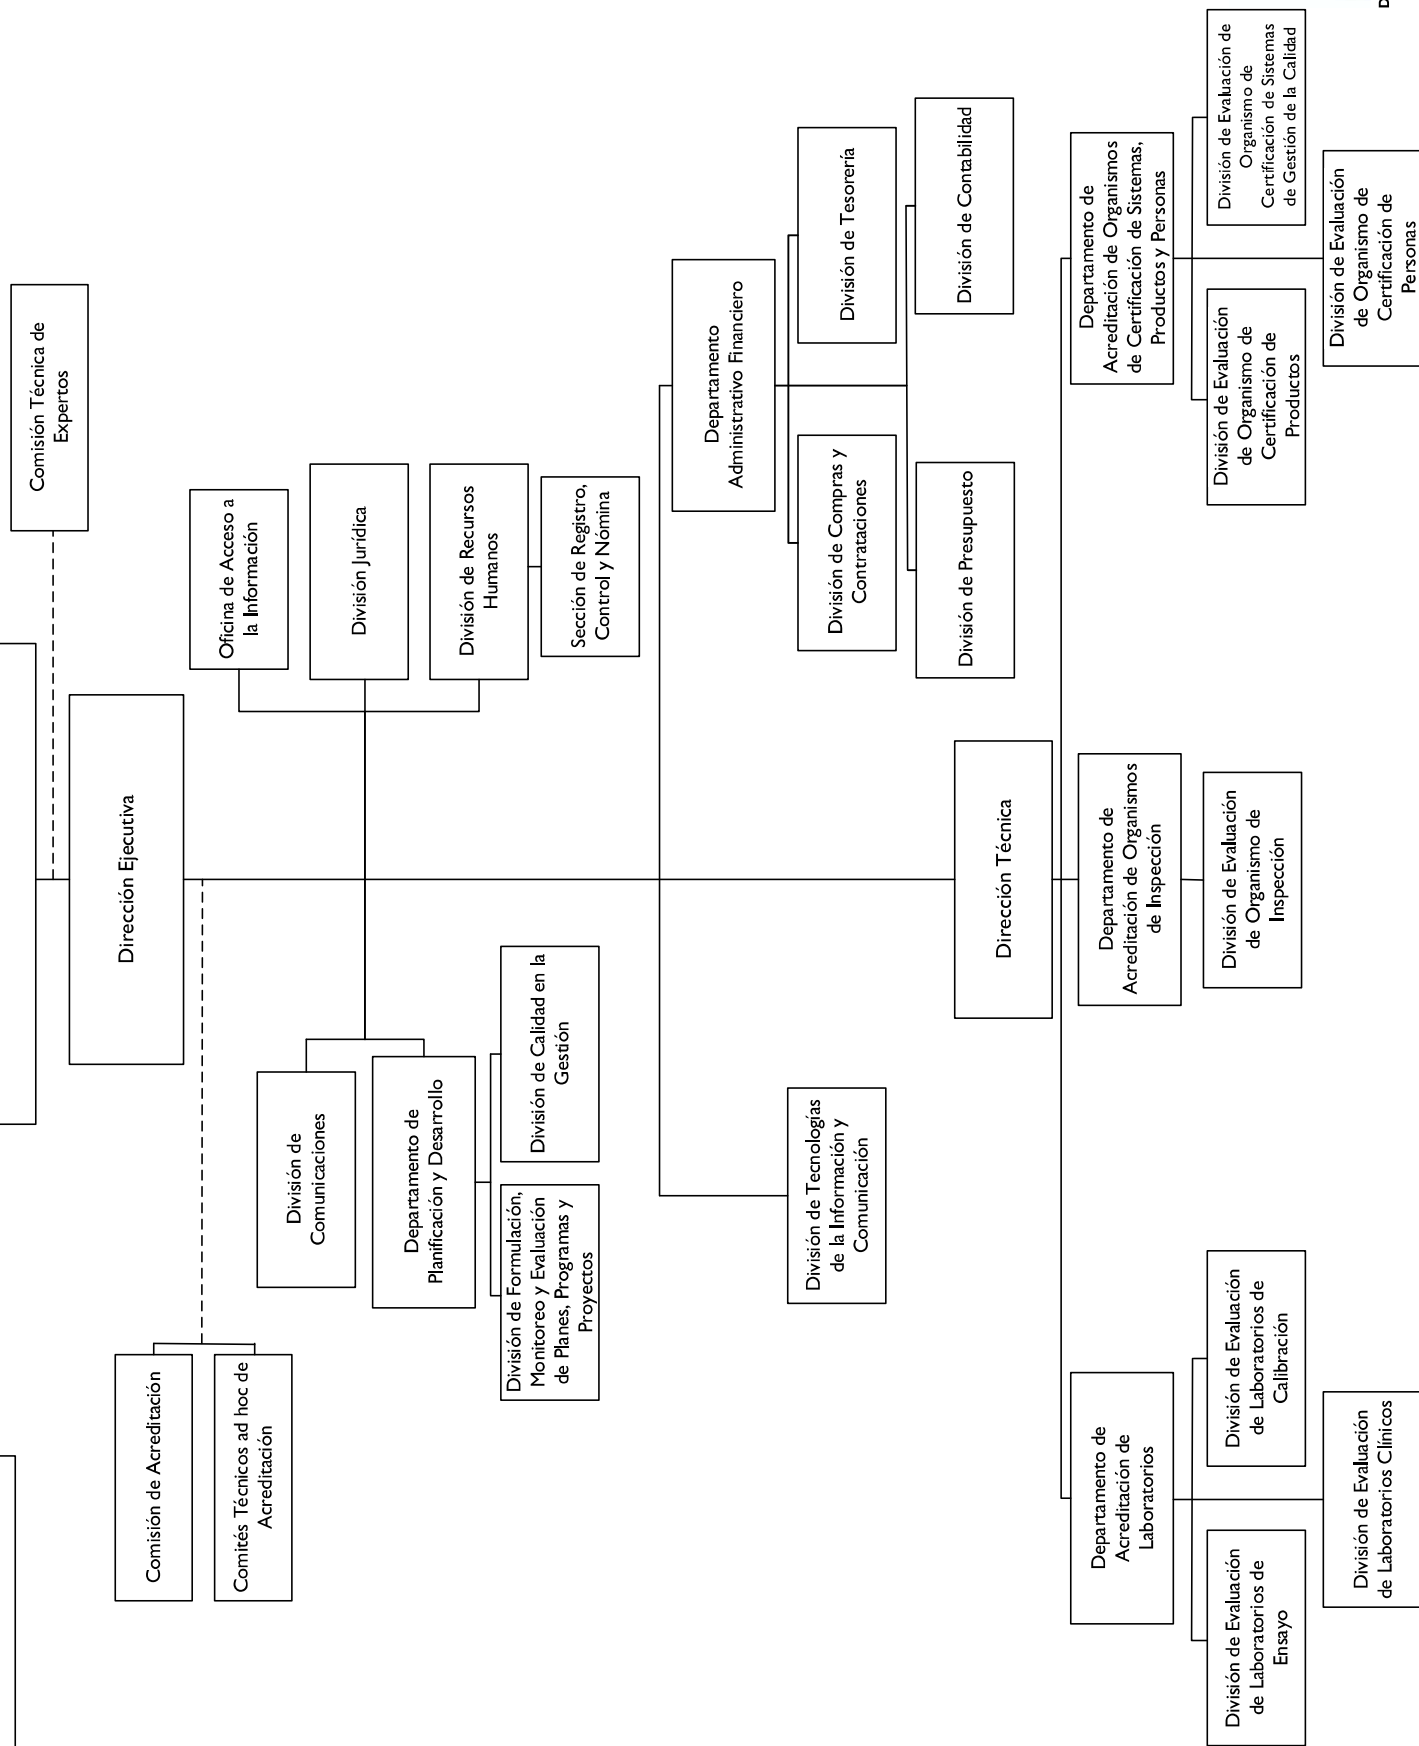 Comisión Técnica de
Expertos
Dirección Ejecutiva
Comisión de Acreditación
Comités Técnicos ad hoc de
Acreditación
Oficina de Acceso a
la Información
División Jurídica
División de Recursos
Humanos
Sección de Registro,
Control y Nómina
División de
Comunicaciones
Departamento de
Planificación y Desarrollo
División de Formulación,
Monitoreo y Evaluación
de Planes, Programas y
Proyectos
División de Calidad en la
Gestión
Departamento
Administrativo Financiero
División de Compras y
Contrataciones
División de Tesorería
División de Presupuesto
División de Contabilidad
División de Tecnologías
de la Información y
Comunicación
Dirección Técnica
Departamento de
Acreditación de
Laboratorios
División de Evaluación
de Laboratorios de
Ensayo
División de Evaluación
de Laboratorios de
Calibración
División de Evaluación
de Laboratorios Clínicos
Departamento de
Acreditación de Organismos
de Inspección
División de Evaluación
de Organismo de
Inspección
Departamento de
Acreditación de Organismos
de Certificación de Sistemas,
Productos y Personas
División de Evaluación
de Organismo de
Certificación de
Productos
División de Evaluación de
Organismo de
Certificación de Sistemas
de Gestión de la Calidad
División de Evaluación
de Organismo de
Certificación de
Personas